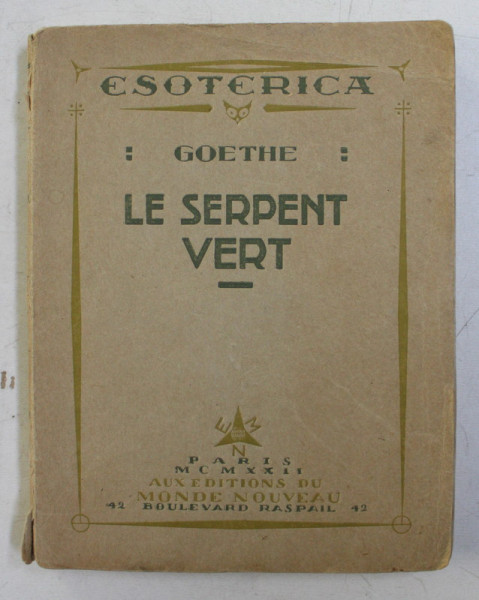 ESOTERICA
: GOETHE :
LE SERPENT
VERT
E M
N
PARIS
MCMXXII
AUX EDITIONS DU
MONDE NOUVEAU
42 BOULEVARD RASPAIL 42